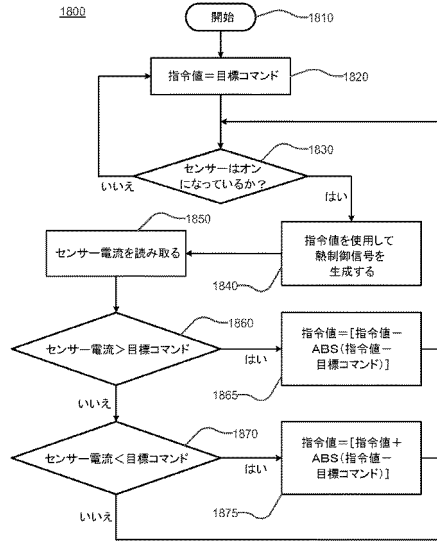 1800
開始
1810
指令値=目標コマンド
1820
センサーはオン
になっているか?
1830
いいえ
はい
1850
センサー電流を読み取る
指令値を使用して
熱制御信号を
生成する
1840
センサー電流>目標コマンド
1860
はい
指令値=[指令値-
ABS(指令値-
目標コマンド)]
1865
いいえ
センサー電流<目標コマンド
1870
はい
指令値=[指令値+
ABS(指令値-
目標コマンド)]
1875
いいえ